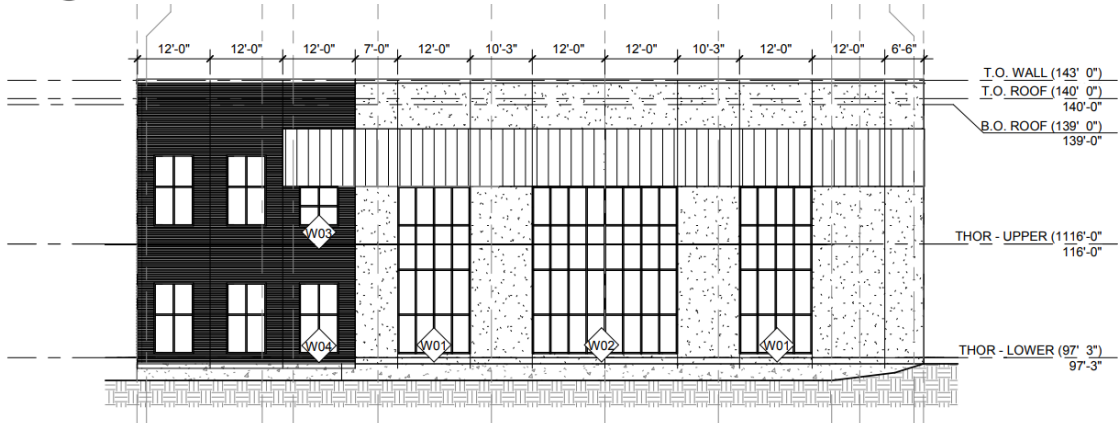 12'-0" 12'-0" 12'-0" 7'-0" 12'-0" 10'-3" 12'-0" 12'-0" 10'-3" 12'-0" 12'-0" 6'-6"
T.O. WALL (143' 0")
T.O. ROOF (140' 0")
140'-0"
B.O. ROOF (139' 0")
139'-0"
W03
THOR - UPPER (1116'-0"
116'-0"
W04 W01 W02 W01
THOR - LOWER (97' 3")
97'-3"